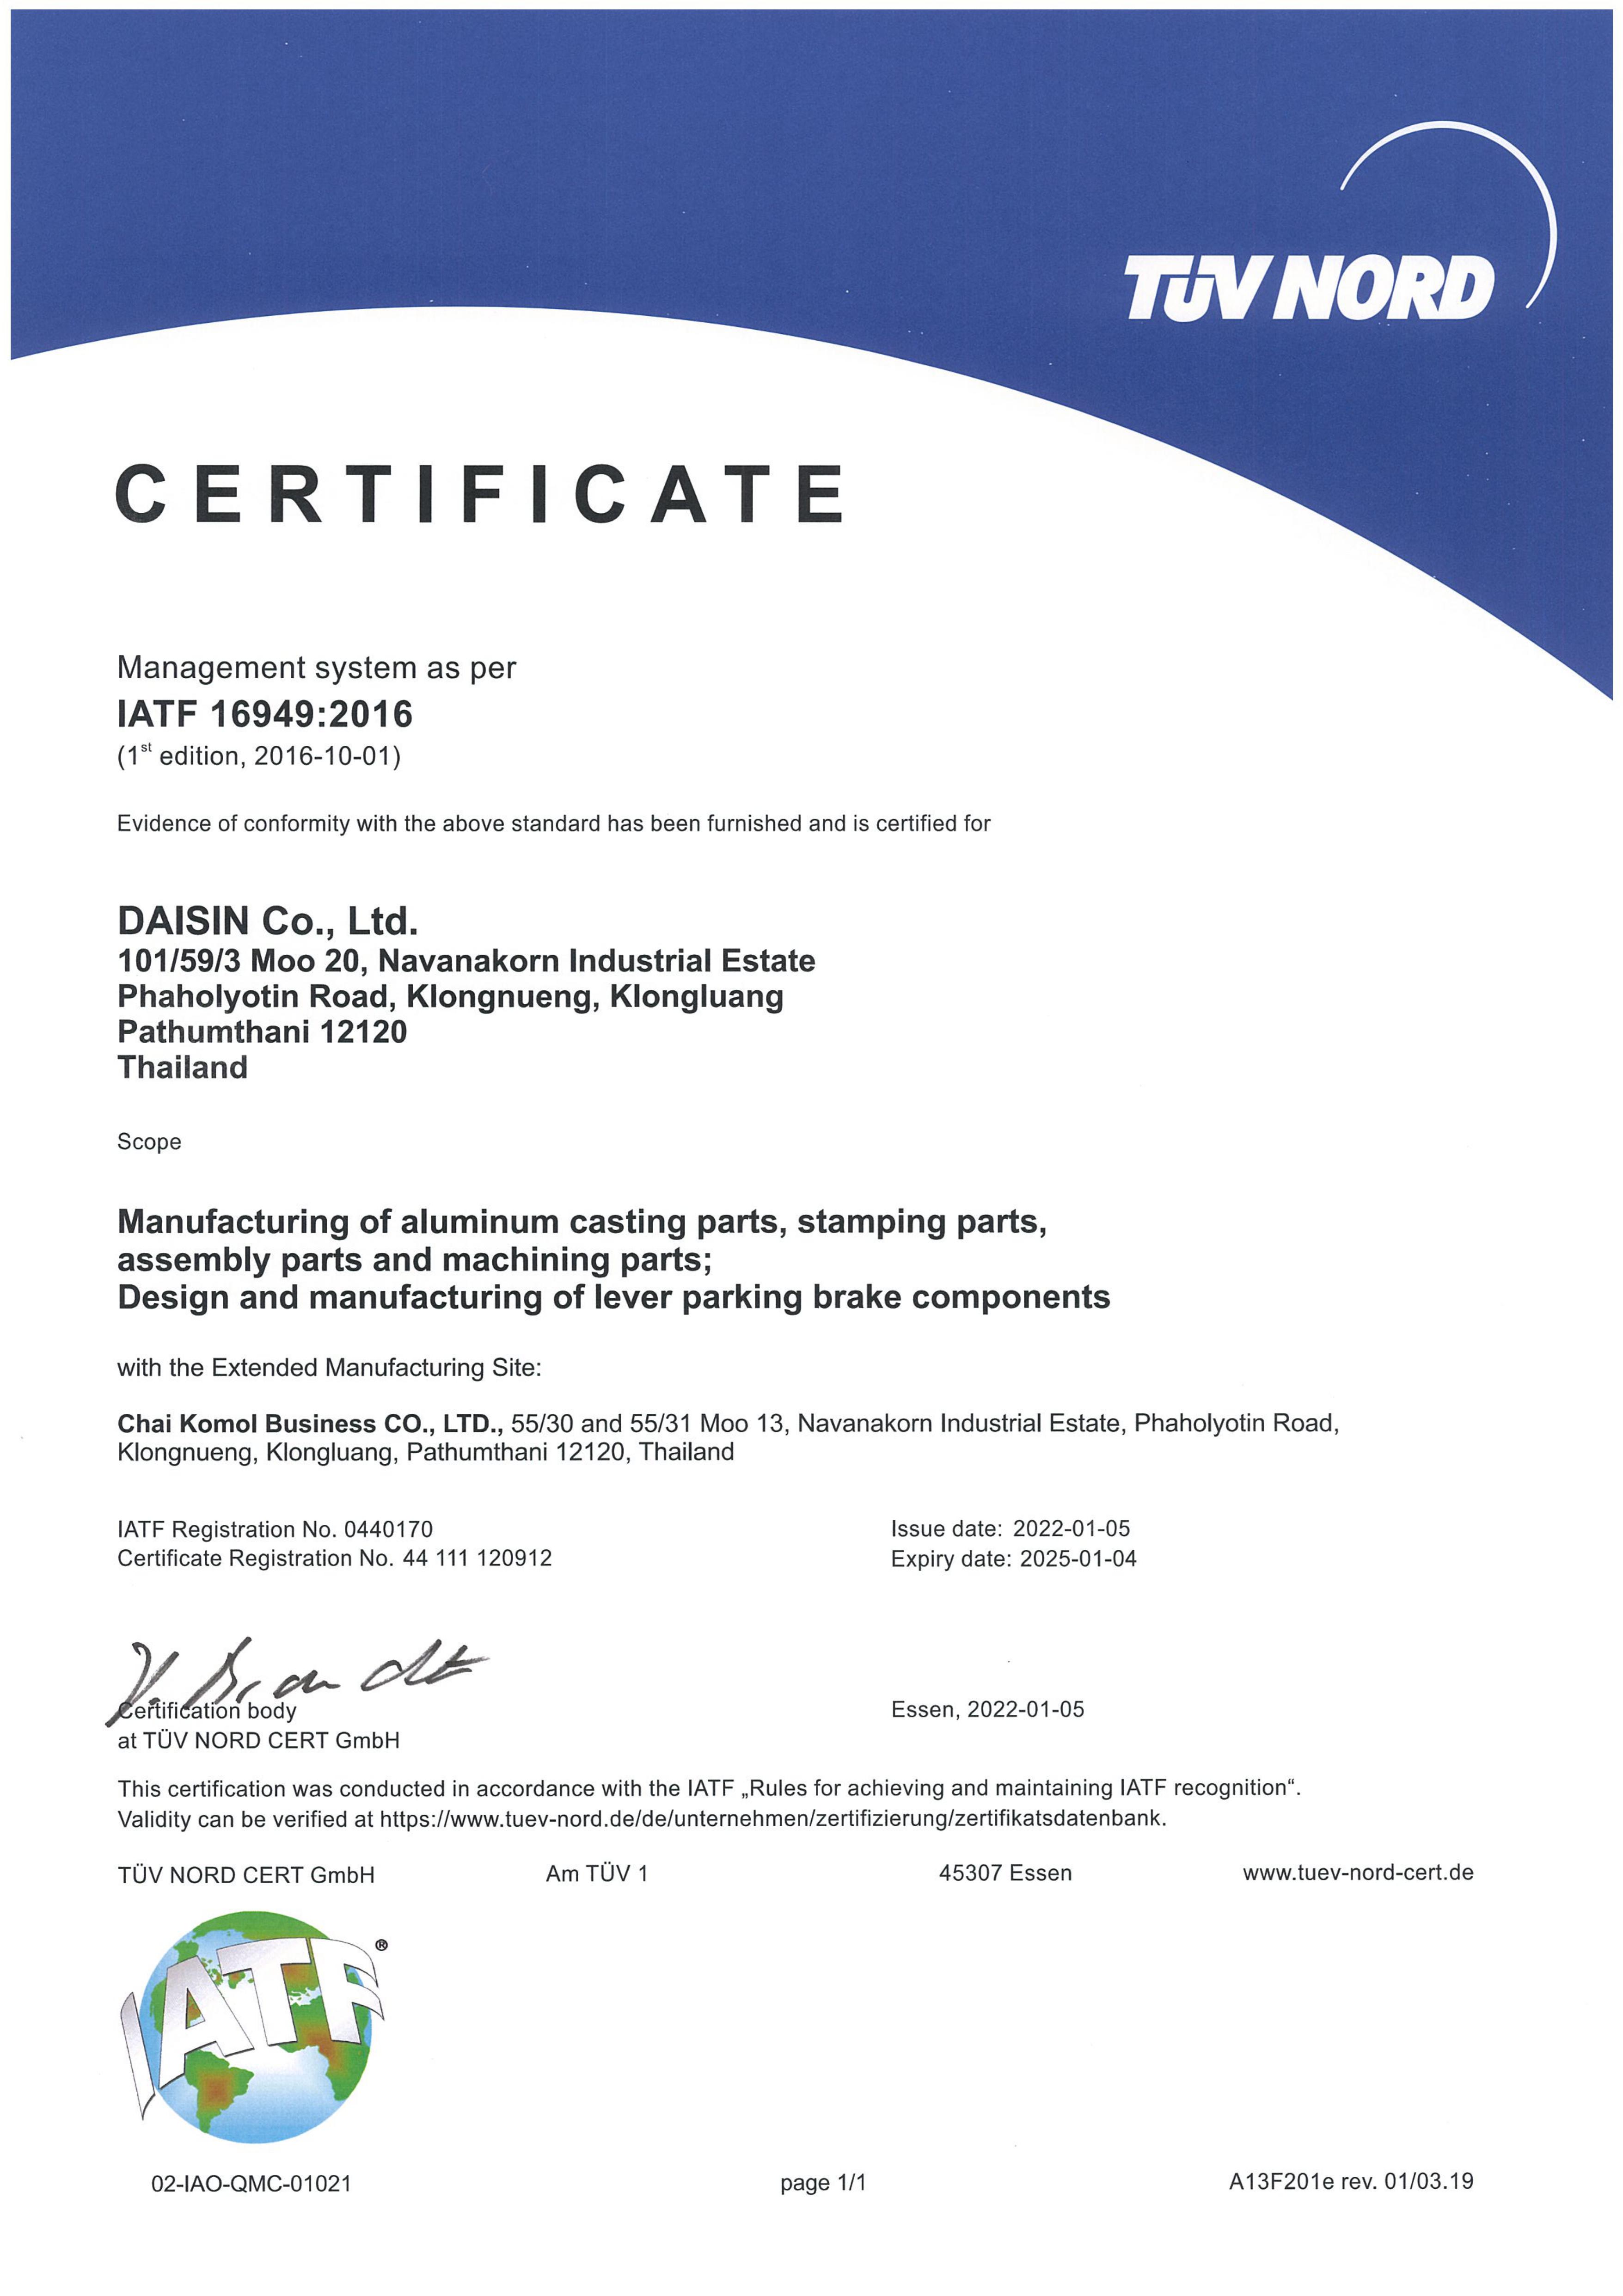 TÜV NORD
CERTIFICATE
Management system as per
IATF 16949:2016
(1st edition, 2016-10-01)
Evidence of conformity with the above standard has been furnished and is certified for
DAISIN Co., Ltd.
101/59/3 Moo 20, Navanakorn Industrial Estate
Phaholyotin Road, Klongnueng, Klongluang
Pathumthani 12120
Thailand
Scope
Manufacturing of aluminum casting parts, stamping parts,
assembly parts and machining parts;
Design and manufacturing of lever parking brake components
with the Extended Manufacturing Site:
Chai Komol Business CO., LTD., 55/30 and 55/31 Moo 13, Navanakorn Industrial Estate, Phaholyotin Road,
Klongnueng, Klongluang, Pathumthani 12120, Thailand
IATF Registration No. 0440170
Certificate Registration No. 44 111 120912
Issue date: 2022-01-05
Expiry date: 2025-01-04
Certification body
at TÜV NORD CERT GmbH
Essen, 2022-01-05
This certification was conducted in accordance with the IATF „Rules for achieving and maintaining IATF recognition“.
Validity can be verified at https://www.tuev-nord.de/de/unternehmen/zertifizierung/zertifikatsdatenbank.
TÜV NORD CERT GmbH Am TÜV 1 45307 Essen www.tuev-nord-cert.de
IATF®
02-IAO-QMC-01021 page 1/1 A13F201e rev. 01/03.19